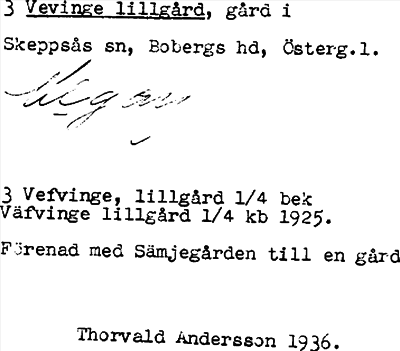 3 Vevinge lillgård, gård i
Skeppsås sn, Bobergs hd, Österg.l.
3 Vefvinge, lillgård 1/4 bek
Väfvinge lillgård 1/4 kb 1925.
Förenad med Sämjegården till en gård
Thorvald Andersson 1936.